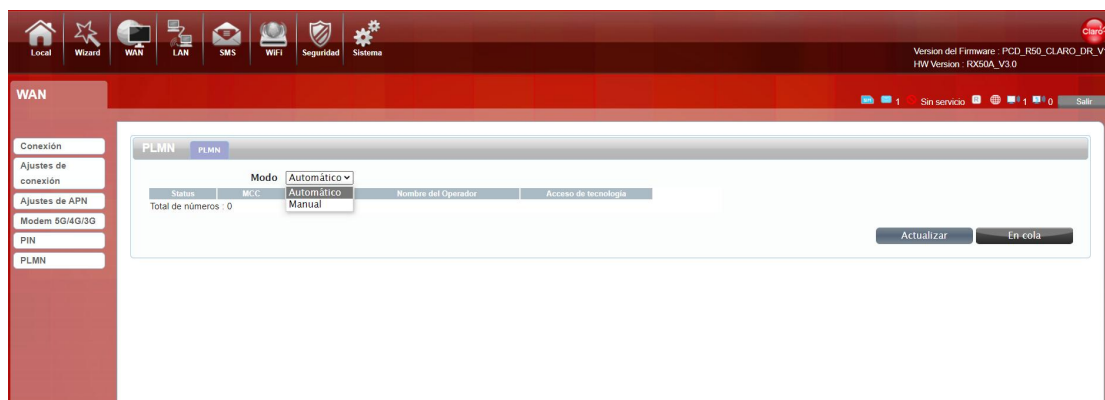 Local Wizard WAN LAN SMS WiFi Seguridad Sistema
Claro
Version del Firmware : PCD_R50_CLARO_DR_V
HW Version : RX50A_V3.0
WAN
1 Sin servicio 1 0 Salir
Conexión
Ajustes de
conexión
Ajustes de APN
Modem 5G/4G/3G
PIN
PLMN
PLMN PLMN
Modo Automático
Automático
Manual
Status MCC Nombre del Operador Acceso de tecnología
Total de números : 0
Actualizar En cola